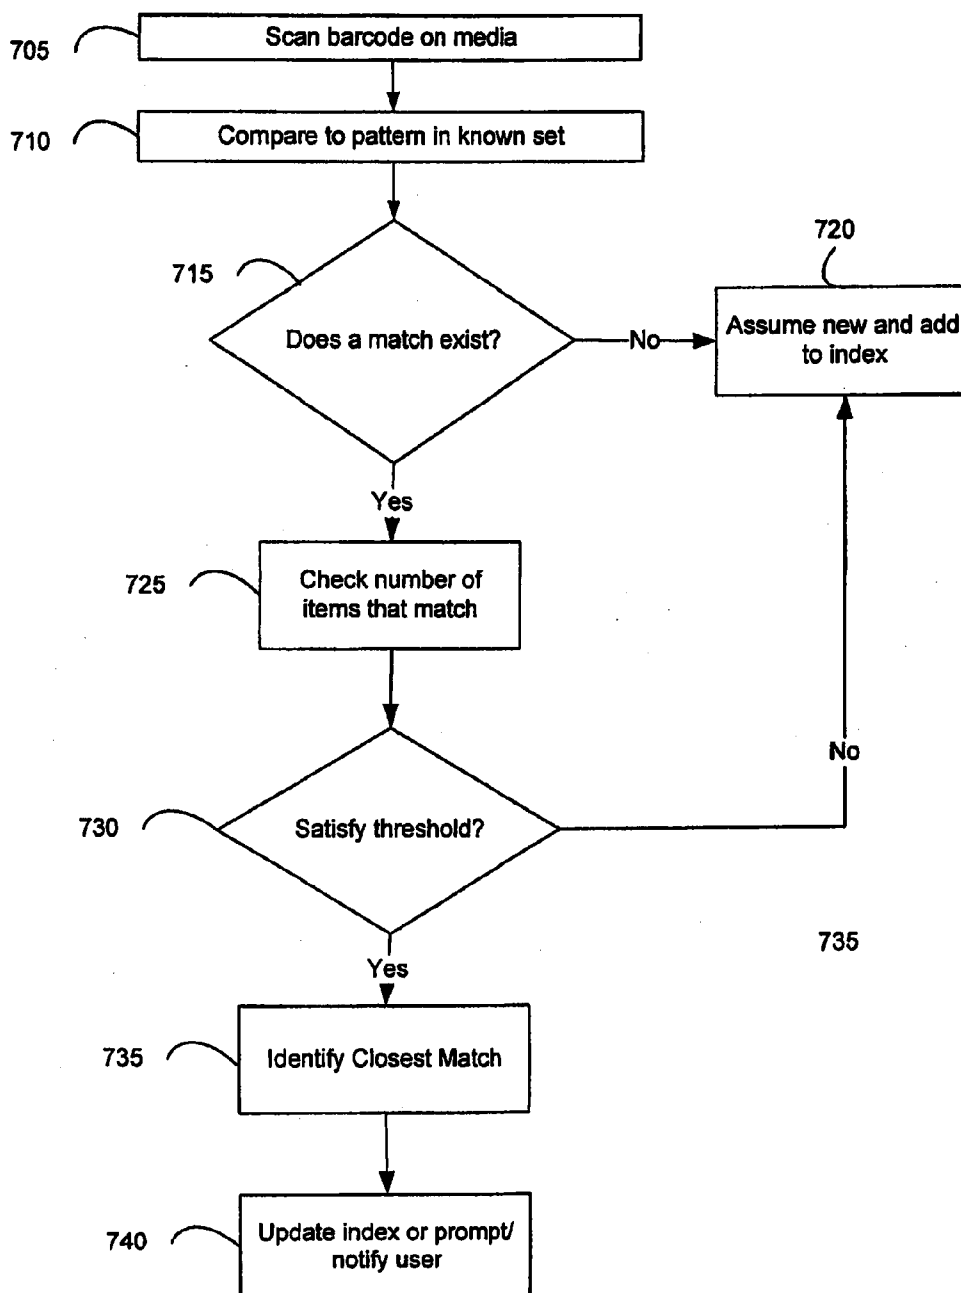 705
Scan barcode on media
710
Compare to pattern in known set
715
Does a match exist?
No
720
Assume new and add
to index
Yes
725
Check number of
items that match
730
Satisfy threshold?
No
735
Yes
735
Identify Closest Match
740
Update index or prompt/
notify user